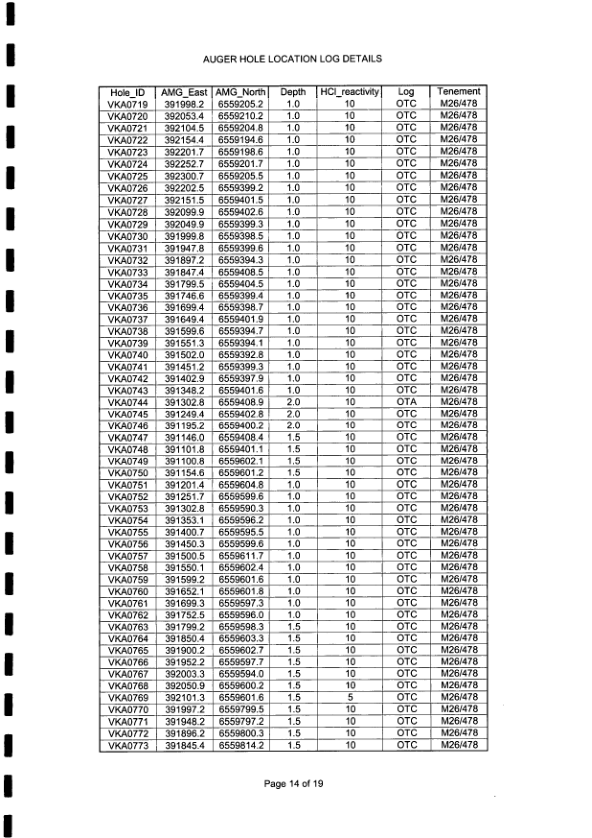 AUGER HOLE LOCATION LOG DETAILS
Hole_ID AMG_East AMG_North Depth HCl_reactivity Log Tenement
VKA0719 391998.2 6559205.2 1.0 10 OTC M26/478
VKA0720 392053.4 6559210.2 1.0 10 OTC M26/478
VKA0721 392104.5 6559204.8 1.0 10 OTC M26/478
VKA0722 392154.4 6559194.6 1.0 10 OTC M26/478
VKA0723 392201.7 6559198.6 1.0 10 OTC M26/478
VKA0724 392252.7 6559201.7 1.0 10 OTC M26/478
VKA0725 392300.7 6559205.5 1.0 10 OTC M26/478
VKA0726 392202.5 6559399.2 1.0 10 OTC M26/478
VKA0727 392151.5 6559401.5 1.0 10 OTC M26/478
VKA0728 392099.9 6559402.6 1.0 10 OTC M26/478
VKA0729 392049.9 6559399.3 1.0 10 OTC M26/478
VKA0730 391999.8 6559398.5 1.0 10 OTC M26/478
VKA0731 391947.8 6559399.6 1.0 10 OTC M26/478
VKA0732 391897.2 6559394.3 1.0 10 OTC M26/478
VKA0733 391847.4 6559408.5 1.0 10 OTC M26/478
VKA0734 391799.5 6559404.5 1.0 10 OTC M26/478
VKA0735 391746.6 6559399.4 1.0 10 OTC M26/478
VKA0736 391699.4 6559398.7 1.0 10 OTC M26/478
VKA0737 391649.4 6559401.9 1.0 10 OTC M26/478
VKA0738 391599.6 6559394.7 1.0 10 OTC M26/478
VKA0739 391551.3 6559394.1 1.0 10 OTC M26/478
VKA0740 391502.0 6559392.8 1.0 10 OTC M26/478
VKA0741 391451.2 6559399.3 1.0 10 OTC M26/478
VKA0742 391402.9 6559397.9 1.0 10 OTC M26/478
VKA0743 391348.2 6559401.6 1.0 10 OTC M26/478
VKA0744 391302.8 6559408.9 2.0 10 OTA M26/478
VKA0745 391249.4 6559402.8 2.0 10 OTC M26/478
VKA0746 391195.2 6559400.2 2.0 10 OTC M26/478
VKA0747 391146.0 6559408.4 1.5 10 OTC M26/478
VKA0748 391101.8 6559401.1 1.5 10 OTC M26/478
VKA0749 391100.8 6559602.1 1.5 10 OTC M26/478
VKA0750 391154.6 6559601.2 1.5 10 OTC M26/478
VKA0751 391201.4 6559604.8 1.0 10 OTC M26/478
VKA0752 391251.7 6559599.6 1.0 10 OTC M26/478
VKA0753 391302.8 6559590.3 1.0 10 OTC M26/478
VKA0754 391353.1 6559596.2 1.0 10 OTC M26/478
VKA0755 391400.7 6559595.5 1.0 10 OTC M26/478
VKA0756 391450.3 6559599.6 1.0 10 OTC M26/478
VKA0757 391500.5 6559611.7 1.0 10 OTC M26/478
VKA0758 391550.1 6559602.4 1.0 10 OTC M26/478
VKA0759 391599.2 6559601.6 1.0 10 OTC M26/478
VKA0760 391652.1 6559601.8 1.0 10 OTC M26/478
VKA0761 391699.3 6559597.3 1.0 10 OTC M26/478
VKA0762 391752.5 6559596.0 1.0 10 OTC M26/478
VKA0763 391799.2 6559598.3 1.5 10 OTC M26/478
VKA0764 391850.4 6559603.3 1.5 10 OTC M26/478
VKA0765 391900.2 6559602.7 1.5 10 OTC M26/478
VKA0766 391952.2 6559597.7 1.5 10 OTC M26/478
VKA0767 392003.3 6559594.0 1.5 10 OTC M26/478
VKA0768 392050.9 6559600.2 1.5 10 OTC M26/478
VKA0769 392101.3 6559601.6 1.5 5 OTC M26/478
VKA0770 391997.2 6559799.5 1.5 10 OTC M26/478
VKA0771 391948.2 6559797.2 1.5 10 OTC M26/478
VKA0772 391896.2 6559800.3 1.5 10 OTC M26/478
VKA0773 391845.4 6559814.2 1.5 10 OTC M26/478
Page 14 of 19